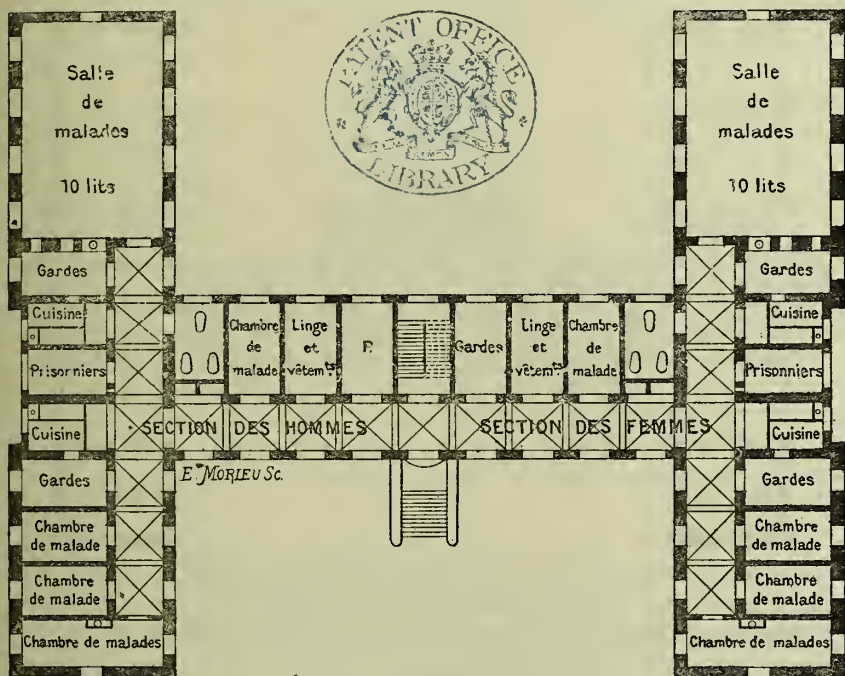 Salle
de
malades
10 lits
Gardes
Cuisine
Prisonniers
Cuisine
Gardes
Chambre
de malade
Chambre
de malade
Chambre de malades
PATENT OFFICE
LIBRARY
Chambre
de
malade
Linge
et
vêtemts
Gardes
Linge
et
vêtemts
Chambre
de
malade
SECTION DES HOMMES
SECTION DES FEMMES
E. MORIEU Sc.
Salle
de
malades
10 lits
Gardes
Cuisine
Prisonniers
Cuisine
Gardes
Chambre
de malade
Chambre
de malade
Chambre de malades